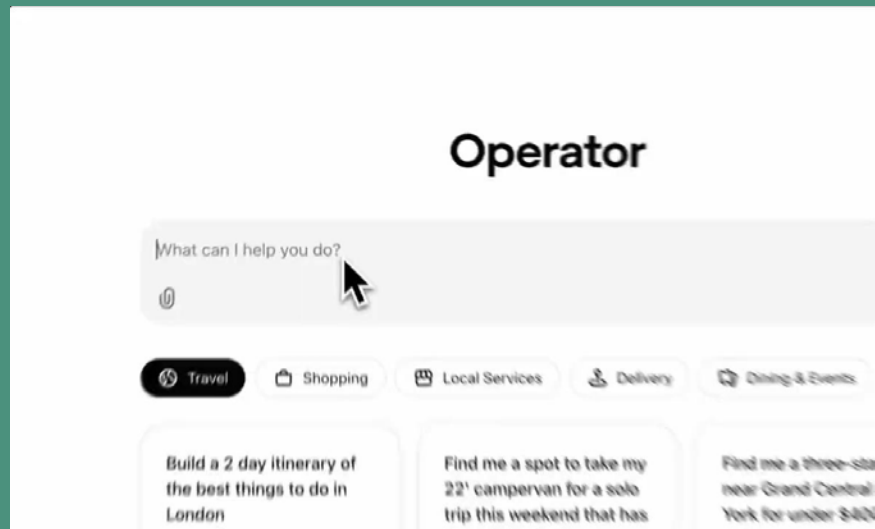 Operator
What can I help you do?
Travel
Shopping
Local Services
Delivery
Dining & Events
Build a 2 day itinerary of
the best things to do in
London
Find me a spot to take my
22' campervan for a solo
trip this weekend that has
Find me a three-sta
near Grand Central
York for under $400